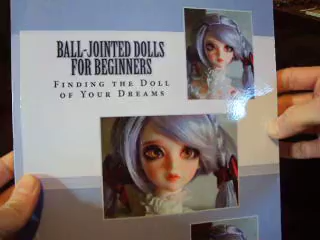 BALL-JOINTED DOLLS
FOR BEGINNERS
FINDING THE DOLL
OF YOUR DREAMS